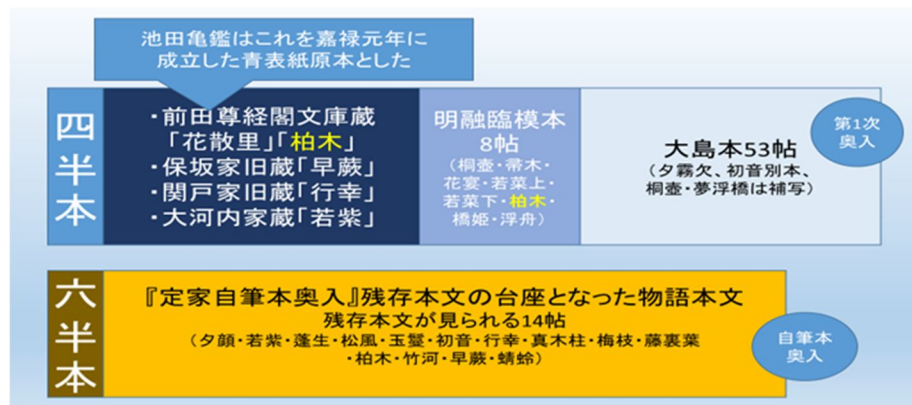 池田亀鑑はこれを嘉禄元年に
成立した青表紙原本とした
四半本
・前田尊経閣文庫蔵
「花散里」「柏木」
・保坂家旧蔵「早蕨」
・関戸家旧蔵「行幸」
・大河内家蔵「若紫」
明融臨模本
8帖
(桐壺・帚木・
花宴・若菜上・
若菜下・柏木・
橋姫・浮舟)
大島本53帖
(夕霧欠、初音別本、
桐壺・夢浮橋は補写)
第1次
奥入
六半本
『定家自筆本奥入』残存本文の台座となった物語本文
残存本文が見られる14帖
(夕顔・若紫・蓬生・松風・玉鬘・初音・行幸・真木柱・梅枝・藤裏葉
・柏木・竹河・早蕨・蜻蛉)
自筆本
奥入